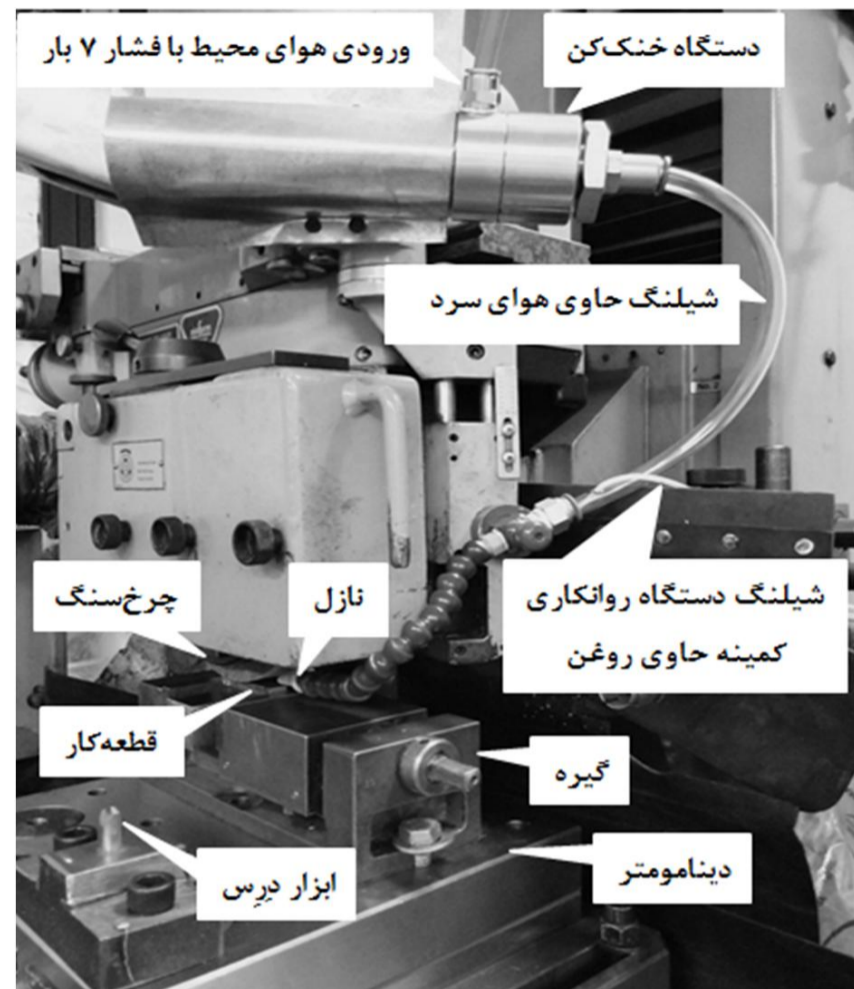 دستگاه خنک‌کن
ورودی هوای محیط با فشار ۷ بار
شیلنگ حاوی هوای سرد
شیلنگ دستگاه روانکاری
کمینه حاوی روغن
نازل
چرخ‌سنگ
قطعه‌کار
گیره
دینامومتر
ابزار دِرِس